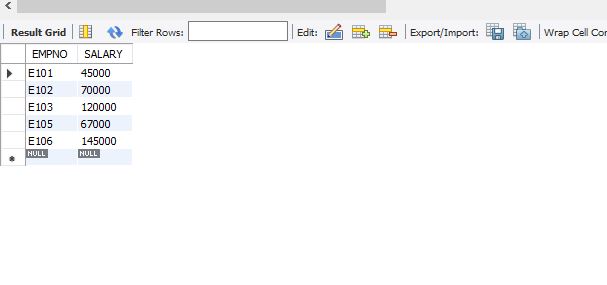 Result Grid Filter Rows: Edit: Export/Import: Wrap Cell Con
EMPNO SALARY
E101 45000
E102 70000
E103 120000
E105 67000
E106 145000
NULL NULL